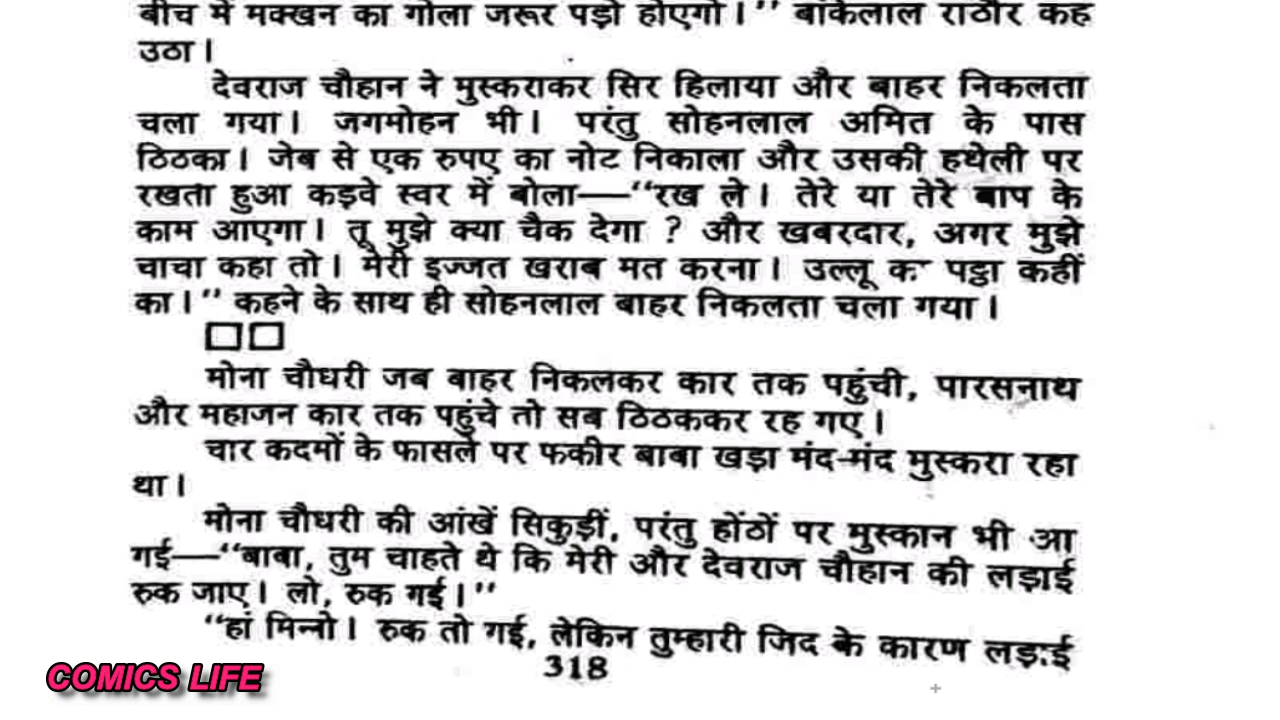 बीच में मक्खन का गोला जरूर पड़ो होएगो।'' बांकेलाल राठौर कह
उठा।
देवराज चौहान ने मुस्कराकर सिर हिलाया और बाहर निकलता
चला गया। जगमोहन भी। परंतु सोहनलाल अमित के पास
ठिठका। जेब से एक रुपए का नोट निकाला और उसकी हथेली पर
रखता हुआ कड़वे स्वर में बोला—''रख ले। तेरे या तेरे बाप के
काम आएगा। तू मुझे क्या चैक देगा ? और खबरदार, अगर मुझे
चाचा कहा तो। मेरी इज्जत खराब मत करना। उल्लू क पट्ठा कहीं
का।'' कहने के साथ ही सोहनलाल बाहर निकलता चला गया।
□□
मोना चौधरी जब बाहर निकलकर कार तक पहुंची, पारसनाथ
और महाजन कार तक पहुंचे तो सब ठिठककर रह गए।
चार कदमों के फासले पर फकीर बाबा खड़ा मंद-मंद मुस्करा रहा
था।
मोना चौधरी की आंखें सिकुड़ीं, परंतु होंठों पर मुस्कान भी आ
गई—''बाबा, तुम चाहते थे कि मेरी और देवराज चौहान की लड़ाई
रुक जाए। लो, रुक गई।''
''हां मिन्नो। रुक तो गई, लेकिन तुम्हारी जिद के कारण लड़ाई
318
COMICS LIFE